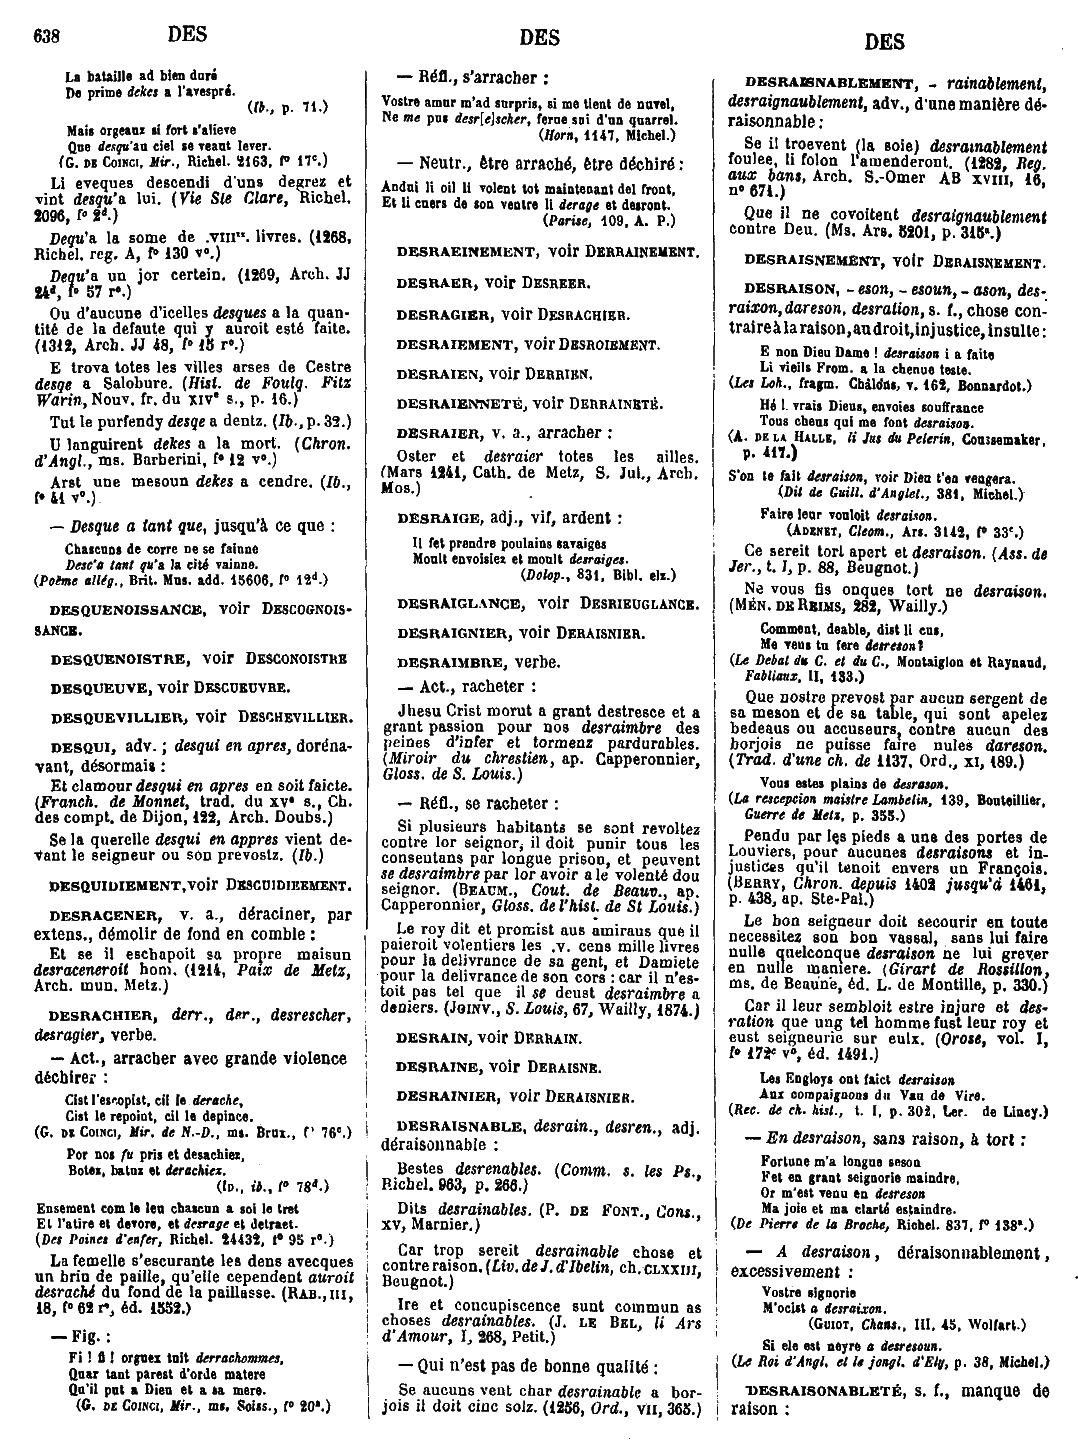 638
DES
DES
DES
La bataille ad bien duré
De prime dekes a l'avespré.
(Ib., p. 71.)
Mais orgeauz si fort s'alieve
Que desqu'au ciel se veant lever.
(G. DE COINCI, Mir., Richel. 2163, f° 17c.)
Li eveques descendi d'uns degrez et
vint desqu'a lui. (Vie Ste Clare, Richel.
2096, f° 2d.)
Dequ'a la some de .VIIIxx. livres. (1268,
Richel. reg. A, f° 130 v°.)
Dequ'a un jor certein. (1269, Arch. JJ
24d, f° 57 r°.)
Ou d'aucune d'icelles desques a la quan-
tité de la defaute qui y auroit esté faite.
(1312, Arch. JJ 48, f° 15 r°.)
E trova totes les villes arses de Cestre
desqe a Salobure. (Hist. de Foulq. Fitz
Warin, Nouv. fr. du XIVe s., p. 16.)
Tut le purfendy desqe a dentz. (Ib., p. 32.)
U languirent dekes a la mort. (Chron.
d'Angl., ms. Barberini, f° 12 v°.)
Arst une mesoun dekes a cendre. (Ib.,
f° 41 v°.)
— Desque a tant que, jusqu'à ce que :
Chascuns de corre ne se fainne
Desc'a tant qu'a la cité vainne.
(Poème allég., Brit. Mus. add. 15606, f° 12d.)
DESQUENOISSANCE, voir DESCOGNOIS-
SANCE.
DESQUENOISTRE, voir DESCONOISTRE
DESQUEUVE, voir DESCUEUVRE.
DESQUEVILLIER, voir DESCHEVILLIER.
DESQUI, adv. ; desqui en apres, doréna-
vant, désormais :
Et clamour desqui en apres en soit faicte.
(Franch. de Monnet, trad. du XVe s., Ch.
des compt. de Dijon, 122, Arch. Doubs.)
Se la querelle desqui en appres vient de-
vant le seigneur ou son prevostz. (Ib.)
DESQUIDIEMENT, voir DESCUIDIEEMENT.
DESRACENER, v. a., déraciner, par
extens., démolir de fond en comble :
Et se il eschapoit sa propre maisun
desraceneroit hom. (1214, Paix de Metz,
Arch. mun. Metz.)
DESRACHIER, derr., der., desrescher,
desragier, verbe.
— Act., arracher avec grande violence
déchirer :
Cist l'escopist, cil le derache,
Cist le repoint, cil le depince.
(G. DE COINCI, Mir. de N.-D., ms. Brux., f° 76c.)
Por nos fu pris et desachiez,
Botez, batuz et derachiez.
(ID., ib., f° 78d.)
Ensement com le leu chascun a soi le tret
Et l'atire et devore, et desrage et detraet.
(Des Poines d'enfer, Richel. 24432, f° 95 r°.)
La femelle s'escurante les dens avecques
un brin de paille, qu'elle cependent auroit
desraché du fond de la paillasse. (RAB., III,
18, f° 62 r°, éd. 1552.)
— Fig. :
Fi ! fi ! orguez tuit derrachommes,
Quar tant parest d'orde matere
Qu'il put a Dieu et a sa mere.
(G. DE COINCI, Mir., ms. Soiss., f° 20a.)
— Réfl., s'arracher :
Vostre amur m'ad surpris, si me tient de nuvel,
Ne me pus desr[e]scher, ferue sui d'un quarrel.
(Horn, 1147, Michel.)
— Neutr., être arraché, être déchiré :
Andui li oil li volent tot maintenant del front,
Et li cuers de son ventre li derage et desront.
(Parise, 109, A. P.)
DESRAEINEMENT, voir DERRAINEMENT.
DESRAER, voir DESREER.
DESRAGIER, voir DESRACHIER.
DESRAIEMENT, voir DESROIEMENT.
DESRAIEN, voir DERRIEN.
DESRAIENNETÉ, voir DERRAINETÉ.
DESRAIER, v. a., arracher :
Oster et desraier totes les ailles.
(Mars 1241, Cath. de Metz, S. Jul., Arch.
Mos.)
DESRAIGE, adj., vif, ardent :
Il fet prendre poulains savaiges
Moult envoisiez et moult desraiges.
(Dolop., 831, Bibl. elz.)
DESRAIGLANCE, voir DESRIEUGLANCE.
DESRAIGNIER, voir DERAISNIER.
DESRAIMBRE, verbe.
— Act., racheter :
Jhesu Crist morut a grant destresce et a
grant passion pour nos desraimbre des
peines d'infer et tormenz pardurables.
(Miroir du chrestien, ap. Capperonnier,
Gloss. de S. Louis.)
— Réfl., se racheter :
Si plusieurs habitants se sont revoltez
contre lor seignor, il doit punir tous les
consentans par longue prison, et peuvent
se desraimbre par lor avoir a le volenté dou
seignor. (BEAUM., Cout. de Beauv., ap.
Capperonnier, Gloss. de l'hist. de St Louis.)
Le roy dit et promist aus amiraus que il
paieroit volentiers les .v. cens mille livres
pour la delivrance de sa gent, et Damiete
pour la delivrance de son cors : car il n'es-
toit pas tel que il se deust desraimbre a
deniers. (JOINV., S. Louis, 67, Wailly, 1874.)
DESRAIN, voir DERRAIN.
DESRAINE, voir DERAISNE.
DESRAINIER, voir DERAISNIER.
DESRAISNABLE, desrain., desren., adj.
déraisonnable :
Bestes desrenables. (Comm. s. les Ps.,
Richel. 963, p. 266.)
Dits desrainables. (P. DE FONT., Cons.,
XV, Marnier.)
Car trop sereit desrainable chose et
contre raison. (Liv. de J. d'Ibelin, ch. CLXXIII,
Beugnot.)
Ire et concupiscence sunt commun as
choses desrainables. (J. LE BEL, li Ars
d'Amour, I, 268, Petit.)
— Qui n'est pas de bonne qualité :
Se aucuns vent char desrainable a bor-
jois il doit cinc solz. (1256, Ord., VII, 365.)
DESRAISNABLEMENT, - rainablement,
desraignaublement, adv., d'une manière dé-
raisonnable :
Se il troevent (la soie) desrainablement
foulee, li folon l'amenderont. (1282, Reg.
aux bans, Arch. S.-Omer AB XVIII, 16,
n° 671.)
Que il ne covoitent desraignaublement
contre Deu. (Ms. Ars. 5201, p. 315a.)
DESRAISNEMENT, voir DERAISNEMENT.
DESRAISON, - eson, - esoun, - ason, des-
raixon, dareson, desration, s. f., chose con-
traire à la raison, au droit, injustice, insulte :
E non Dieu Dame ! desraison i a faite
Li vieils From. a la chenue teste.
(Les Loh., fragm. Châlons, v. 162, Bonnardot.)
Hé ! vrais Dieus, envoies souffrance
Tous cheus qui me font desraison.
(A. DE LA HALLE, li Jus du Pelerin, Coussemaker,
p. 417.)
S'on te fait desraison, voir Dieu t'en vengera.
(Dit de Guill. d'Anglet., 381, Michel.)
Faire leur vouloit desraison.
(ADENET, Cleom., Ars. 3142, f° 33c.)
Ce sereit tort apert et desraison. (Ass. de
Jer., t. I, p. 88, Beugnot.)
Ne vous fis onques tort ne desraison.
(MÉN. DE REIMS, 282, Wailly.)
Comment, deable, dist li cus,
Me veus tu fere desreson?
(Le Debat du C. et du C., Montaiglon et Raynaud,
Fabliaux, II, 133.)
Que nostre prevost par aucun sergent de
sa meson et de sa table, qui sont apelez
bedeaus ou accuseurs, contre aucun des
borjois ne puisse faire nules dareson.
(Trad. d'une ch. de 1137, Ord., XI, 189.)
Vous estes plains de desrason.
(La rescepcion maistre Lambelin, 139, Bouteillier,
Guerre de Metz, p. 355.)
Pendu par les pieds a une des portes de
Louviers, pour aucunes desraisons et in-
justices qu'il tenoit envers un François.
(BERRY, Chron. depuis 1402 jusqu'à 1461,
p. 438, ap. Ste-Pal.)
Le bon seigneur doit secourir en toute
necessitez son bon vassal, sans lui faire
nulle quelconque desraison ne lui grever
en nulle maniere. (Girart de Rossillon,
ms. de Beaune, éd. L. de Montille, p. 330.)
Car il leur sembloit estre injure et des-
ration que ung tel homme fust leur roy et
eust seigneurie sur eulx. (Orose, vol. I,
f° 172c v°, éd. 1491.)
Les Engloys ont faict desraison
Aux compaignons du Vau de Vire.
(Rec. de ch. hist., t. I, p. 302, Ler. de Lincy.)
— En desraison, sans raison, à tort :
Fortune m'a longue seson
Fet en grant seignorie maindre,
Or m'est venu en desreson
Ma joie et ma clarté estaindre.
(De Pierre de la Broche, Richel. 837, f° 138a.)
— A desraison, déraisonnablement,
excessivement :
Vostre signorie
M'ocist a desraixon.
(GUIOT, Chans., III, 45, Wolfart.)
Si ele est neyre a desresoun.
(Le Roi d'Angl. et le jongl. d'Ely, p. 38, Michel.)
DESRAISONABLETÉ, s. f., manque de
raison :